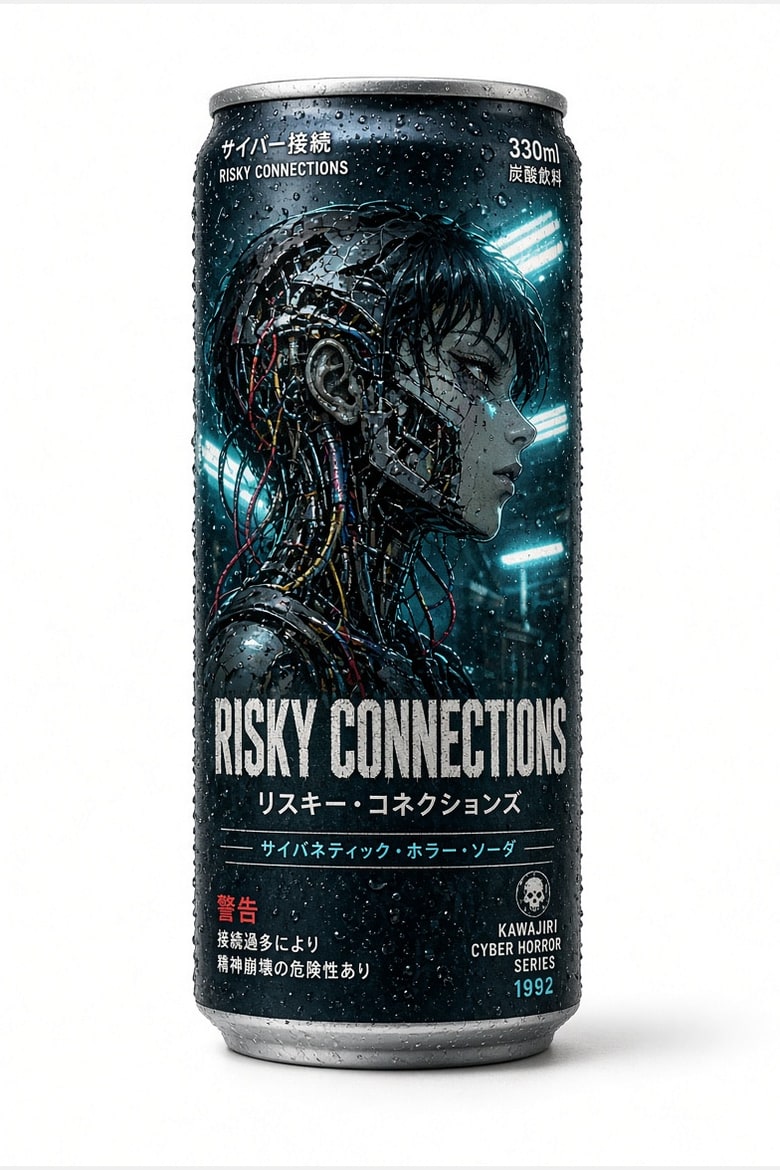 サイバー接続
RISKY CONNECTIONS
330ml
炭酸飲料
RISKY CONNECTIONS
リスキー・コネクションズ
サイバネティック・ホラー・ソーダ
警告
接続過多により
精神崩壊の危険性あり
KAWAJIRI
CYBER HORROR
SERIES
1992